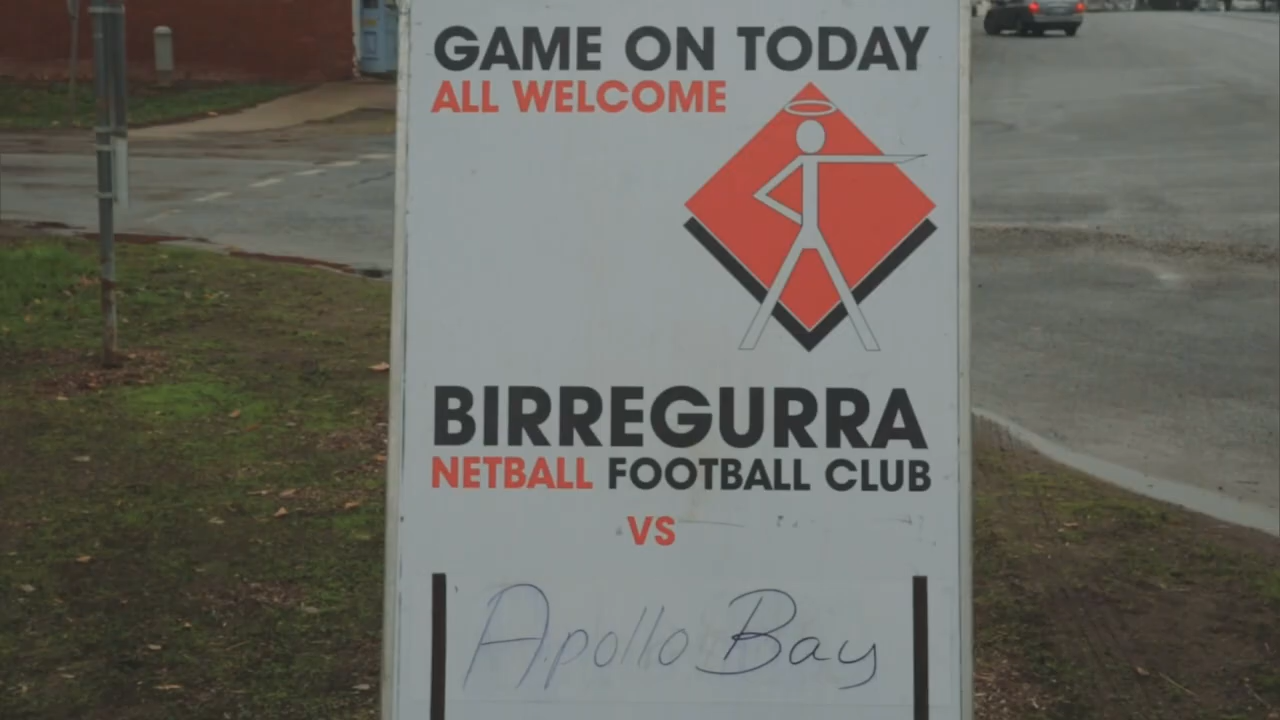 GAME ON TODAY
ALL WELCOME
BIRREGURRA
NETBALL FOOTBALL CLUB
VS
Apollo Bay